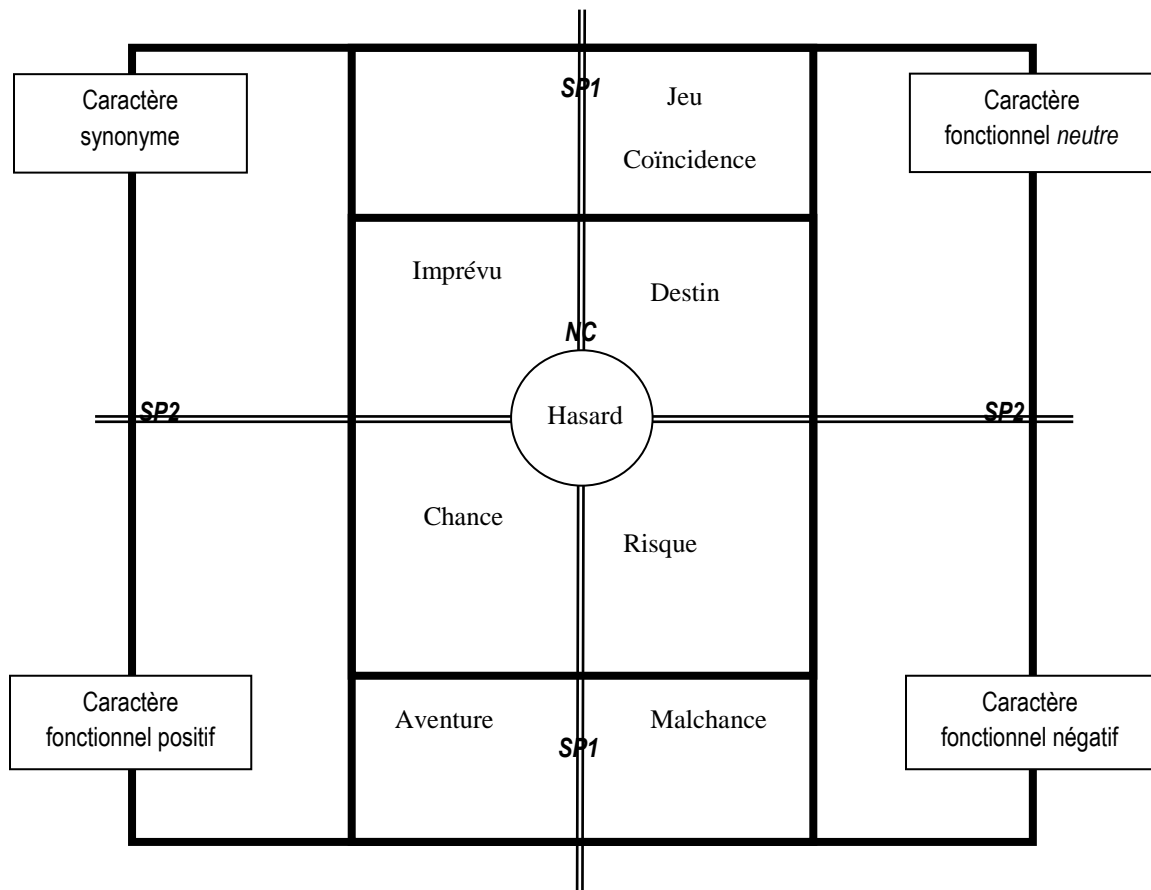 SP1
Jeu
Caractère
synonyme
Caractère
fonctionnel neutre
Coïncidence
Imprévu
Destin
NC
SP2
Hasard
SP2
Chance
Risque
Caractère
fonctionnel positif
Aventure
Malchance
Caractère
fonctionnel négatif
SP1